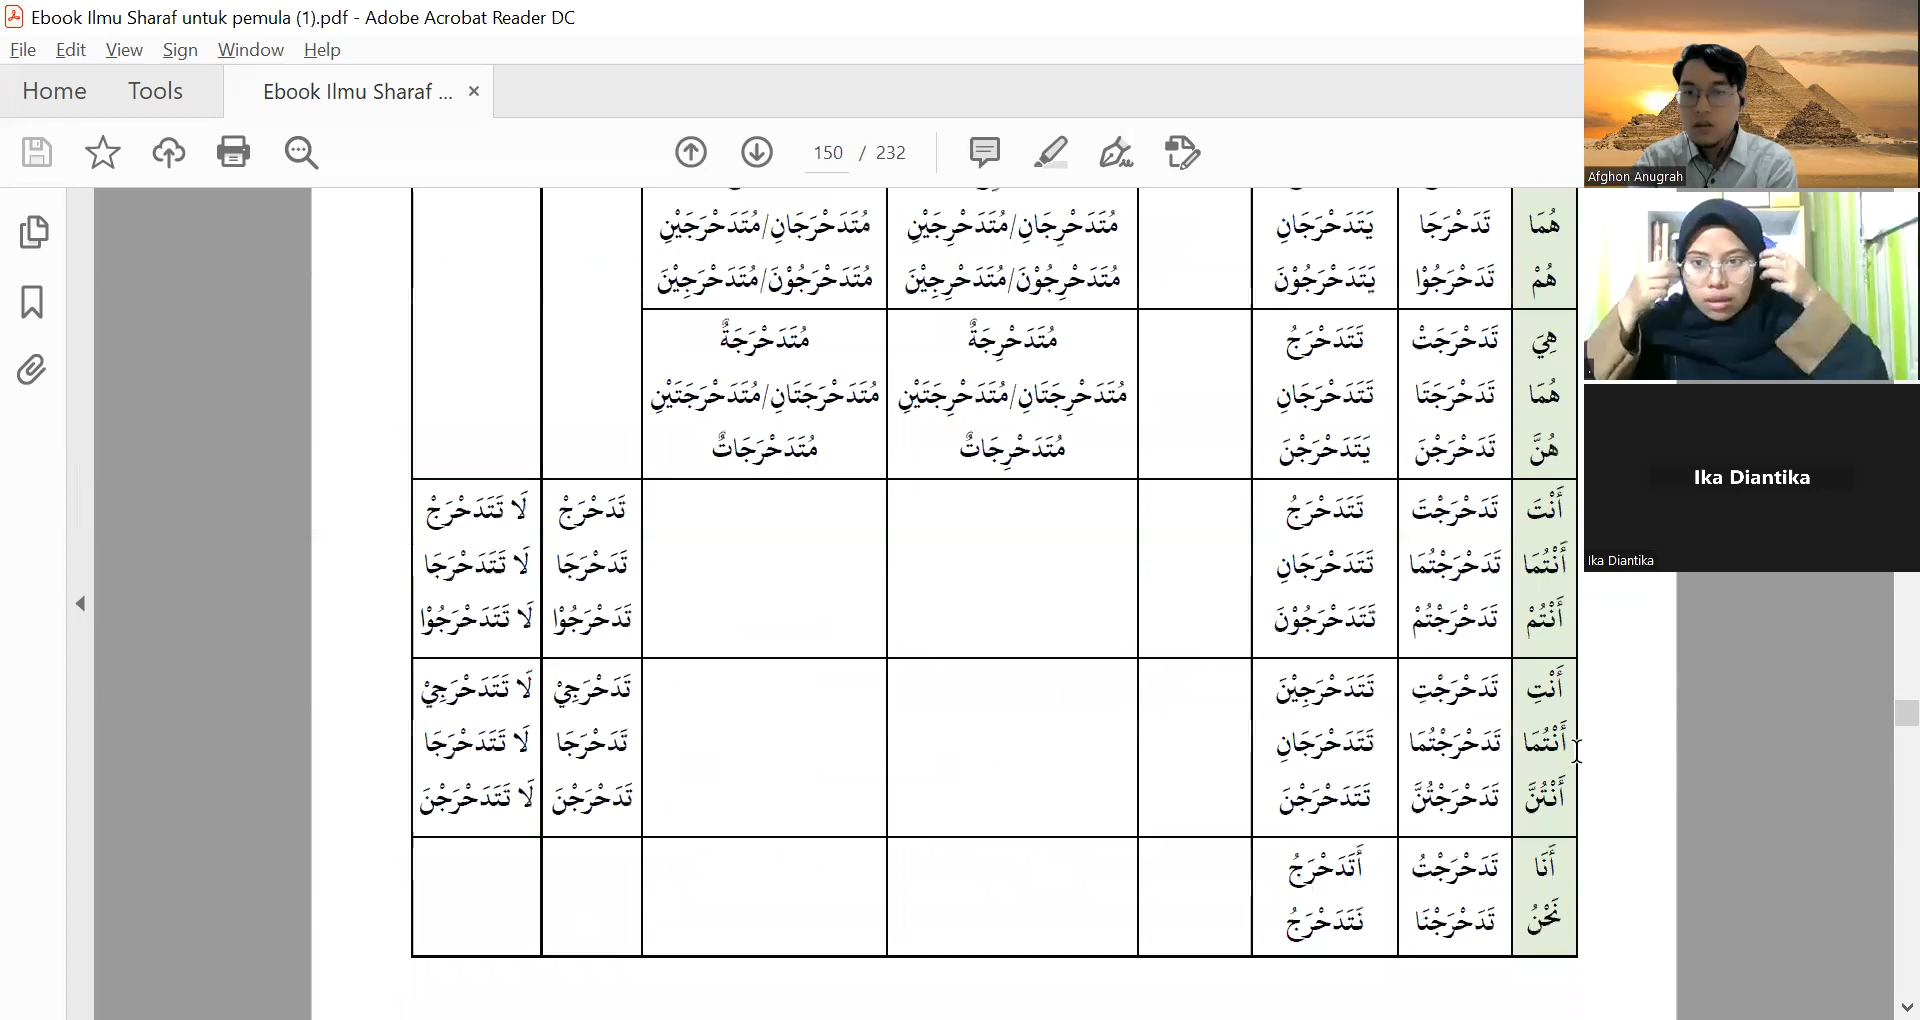 Ebook Ilmu Sharaf untuk pemula (1).pdf - Adobe Acrobat Reader DC
File Edit View Sign Window Help
Home Tools Ebook Ilmu Sharaf ... ×
150 / 232
هُمَا تَدَحْرَجَا يَتَدَحْرَجَانِ مُتَدَحْرِجَانِ/مُتَدَحْرِجَيْنِ مُتَدَحْرَجَانِ/مُتَدَحْرَجَيْنِ
هُمْ تَدَحْرَجُوْا يَتَدَحْرَجُوْنَ مُتَدَحْرِجُوْنَ/مُتَدَحْرِجِيْنَ مُتَدَحْرَجُوْنَ/مُتَدَحْرَجِيْنَ
هِيَ تَدَحْرَجَتْ تَتَدَحْرَجُ مُتَدَحْرِجَةٌ مُتَدَحْرَجَةٌ
هُمَا تَدَحْرَجَتَا تَتَدَحْرَجَانِ مُتَدَحْرِجَتَانِ/مُتَدَحْرِجَتَيْنِ مُتَدَحْرَجَتَانِ/مُتَدَحْرَجَتَيْنِ
هُنَّ تَدَحْرَجْنَ يَتَدَحْرَجْنَ مُتَدَحْرِجَاتٌ مُتَدَحْرَجَاتٌ
أَنْتَ تَدَحْرَجْتَ تَتَدَحْرَجُ تَدَحْرَجْ لَا تَتَدَحْرَجْ
أَنْتُمَا تَدَحْرَجْتُمَا تَتَدَحْرَجَانِ تَدَحْرَجَا لَا تَتَدَحْرَجَا
أَنْتُمْ تَدَحْرَجْتُمْ تَتَدَحْرَجُوْنَ تَدَحْرَجُوْا لَا تَتَدَحْرَجُوْا
أَنْتِ تَدَحْرَجْتِ تَتَدَحْرَجِيْنَ تَدَحْرَجِيْ لَا تَتَدَحْرَجِيْ
أَنْتُمَا تَدَحْرَجْتُمَا تَتَدَحْرَجَانِ تَدَحْرَجَا لَا تَتَدَحْرَجَا
أَنْتُنَّ تَدَحْرَجْتُنَّ تَتَدَحْرَجْنَ تَدَحْرَجْنَ لَا تَتَدَحْرَجْنَ
أَنَا تَدَحْرَجْتُ أَتَدَحْرَجُ
نَحْنُ تَدَحْرَجْنَا نَتَدَحْرَجُ
Afghon Anugrah
Ika Diantika
Ika Diantika